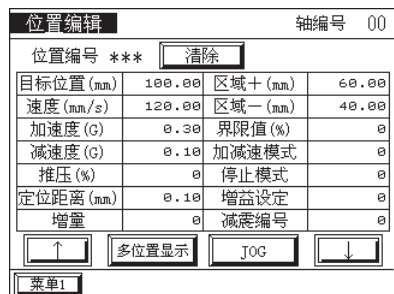 位置编辑 轴编号 00
位置编号 *** 清除
目标位置(mm) 100.00 区域+(mm) 60.00
速度(mm/s) 120.00 区域-(mm) 40.00
加速度(G) 0.30 界限值(%) 0
减速度(G) 0.10 加减速模式 0
推压(%) 0 停止模式 0
定位距离(mm) 0.10 增益设定 0
增量 0 减震编号 0
↑ 多位置显示 JOG ↓
菜单1